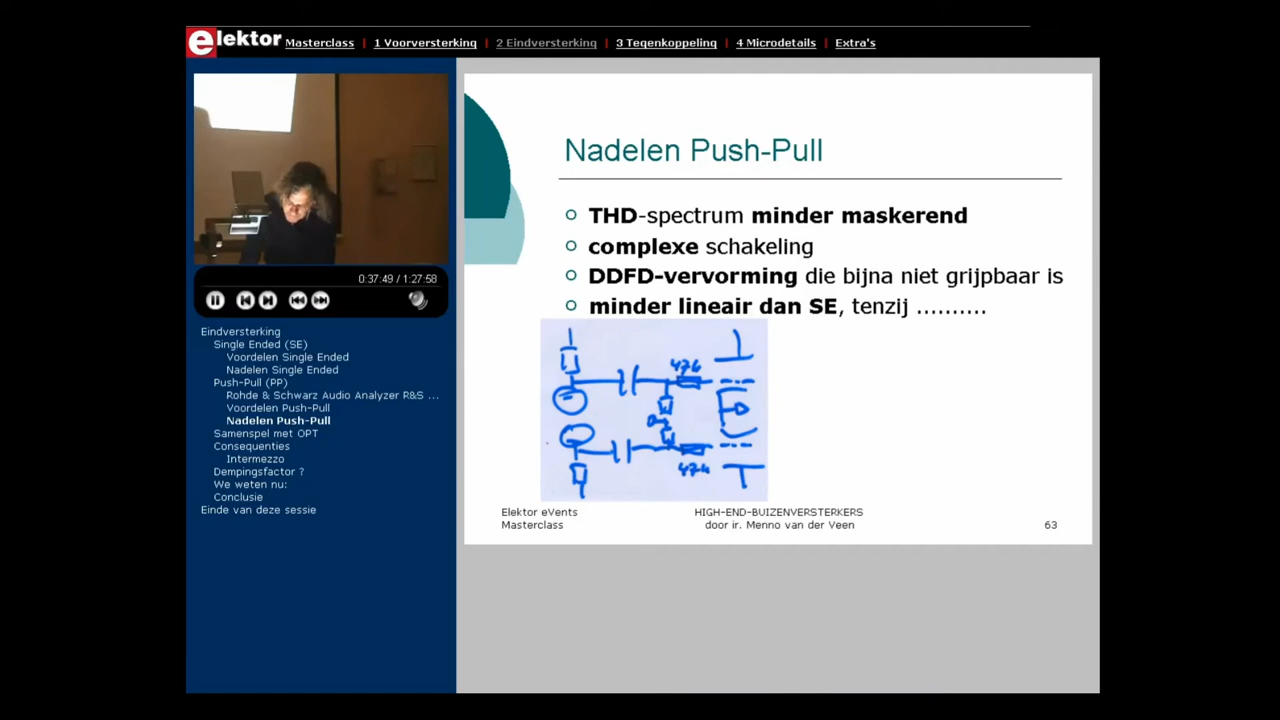 elektor Masterclass | 1 Voorversterking | 2 Eindversterking | 3 Tegenkoppeling | 4 Microdetails | Extra's
0:37:49 / 1:27:58
Eindversterking
Single Ended (SE)
Voordelen Single Ended
Nadelen Single Ended
Push-Pull (PP)
Rohde & Schwarz Audio Analyzer R&S ...
Voordelen Push-Pull
Nadelen Push-Pull
Samenspel met OPT
Consequenties
Intermezzo
Dempingsfactor ?
We weten nu:
Conclusie
Einde van deze sessie
Nadelen Push-Pull
THD-spectrum minder maskerend
complexe schakeling
DDFD-vervorming die bijna niet grijpbaar is
minder lineair dan SE, tenzij ..........
47k
47k
Elektor eVents
Masterclass
HIGH-END-BUIZENVERSTERKERS
door ir. Menno van der Veen
63